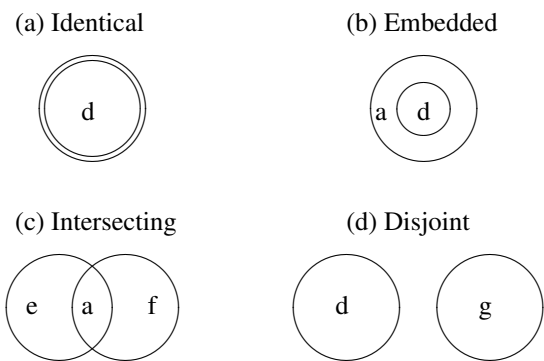 (a) Identical
(b) Embedded
d
a d
(c) Intersecting
(d) Disjoint
e a f
d g